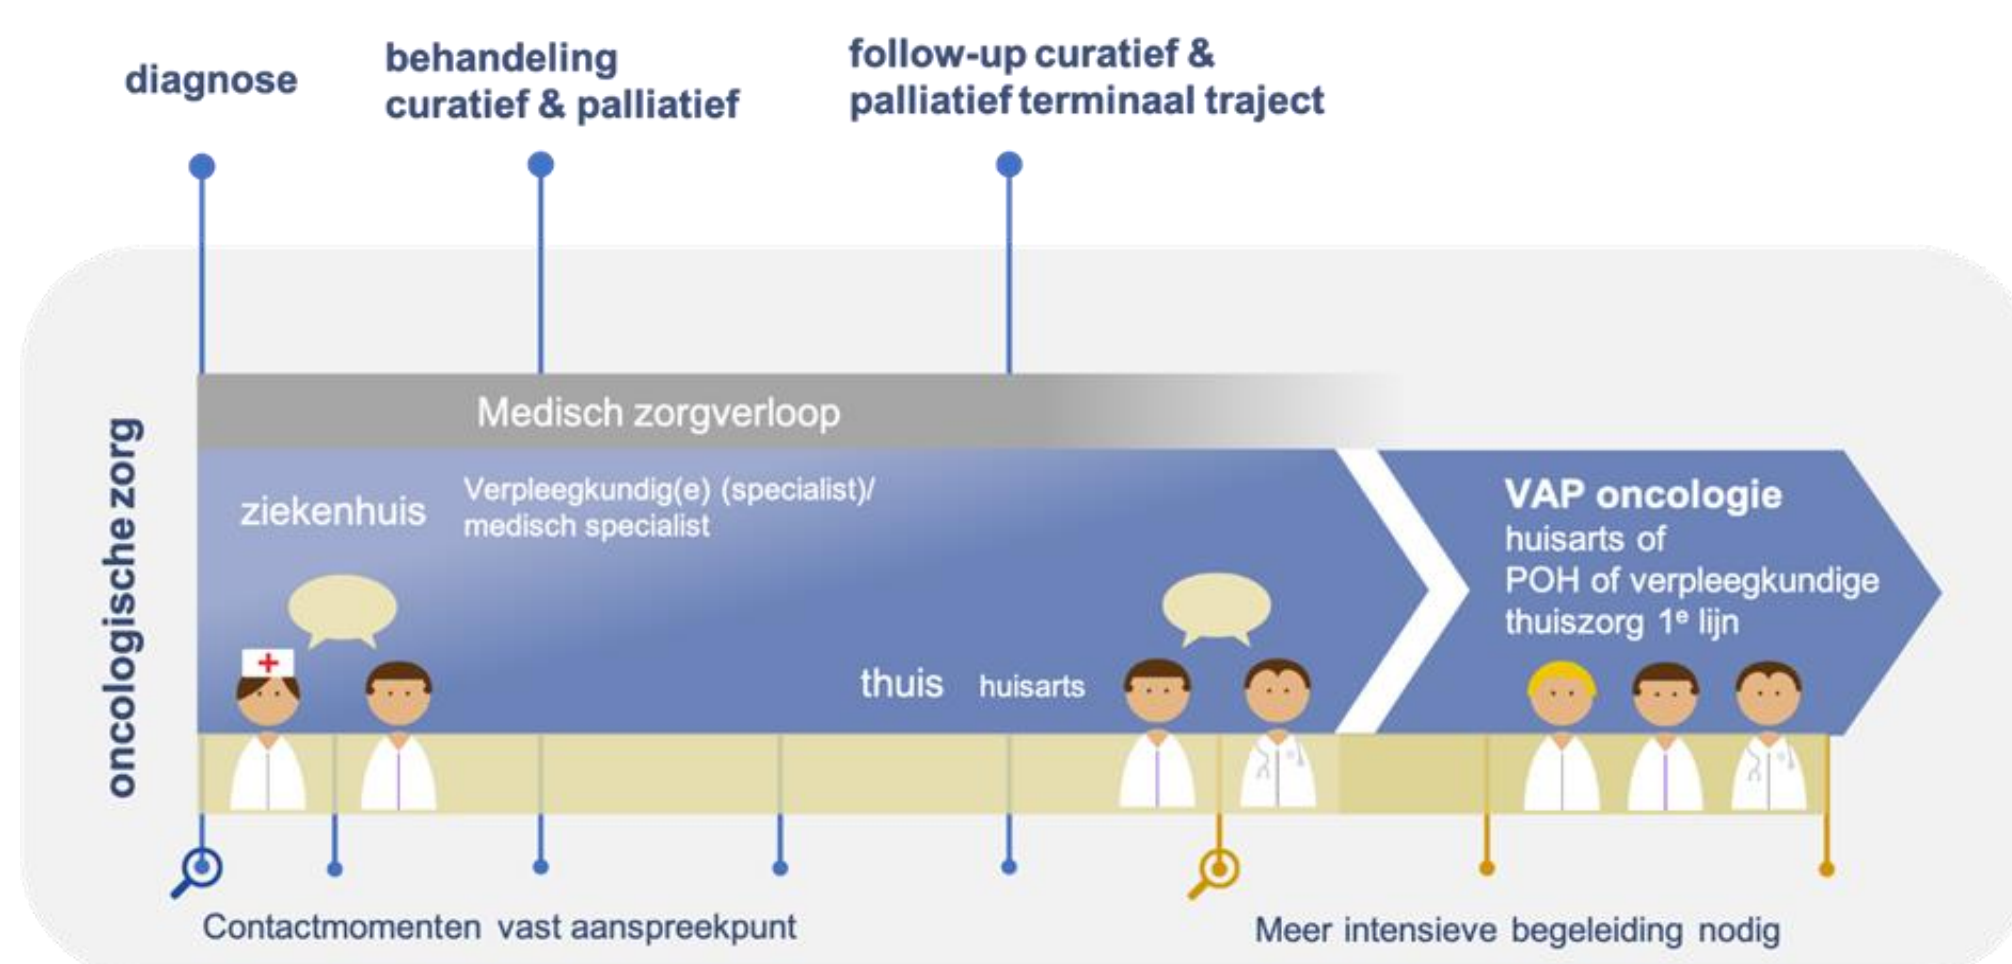 diagnose
behandeling
curatief & palliatief
follow-up curatief &
palliatief terminaal traject
oncologische zorg
Medisch zorgverloop
ziekenhuis
Verpleegkundig(e) (specialist)/
medisch specialist
thuis huisarts
VAP oncologie
huisarts of
POH of verpleegkundige
thuiszorg 1ᵉ lijn
Contactmomenten vast aanspreekpunt
Meer intensieve begeleiding nodig